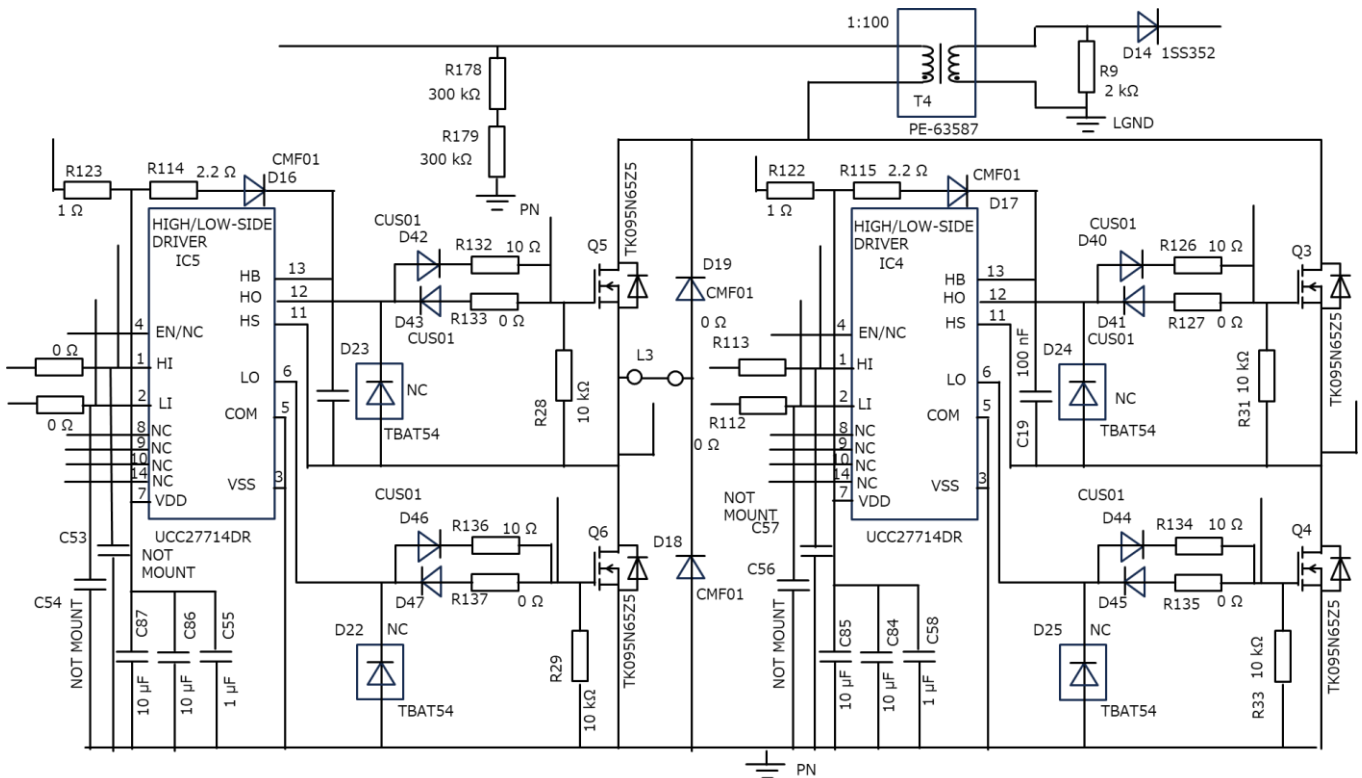 1:100
D14 1SS352
R178
300 kΩ
R9
2 kΩ
T4
PE-63587
LGND
R179
300 kΩ
PN
R123
1 Ω
R114
2.2 Ω
CMF01
D16
HIGH/LOW-SIDE
DRIVER
IC5
HB
13
HO
12
HS
11
4
EN/NC
1
HI
2
LI
LO
6
COM
5
8
NC
9
NC
10
NC
14
NC
VSS
3
7
VDD
UCC27714DR
0 Ω
0 Ω
CUS01
D42
R132
10 Ω
D43
CUS01
R133
0 Ω
Q5
TK095N65Z5
D23
NC
TBAT54
R28
10 kΩ
L3
D19
CMF01
0 Ω
R113
R112
0 Ω
R122
1 Ω
R115
2.2 Ω
CMF01
D17
HIGH/LOW-SIDE
DRIVER
IC4
HB
13
HO
12
HS
11
4
EN/NC
1
HI
2
LI
LO
6
COM
5
8
NC
9
NC
10
NC
14
NC
VSS
3
7
VDD
UCC27714DR
CUS01
D40
R126
10 Ω
D41
CUS01
R127
0 Ω
Q3
TK095N65Z5
C19
100 nF
D24
NC
TBAT54
R31 10 kΩ
C53
NOT
MOUNT
C54
NOT MOUNT
C87
10 µF
C86
10 µF
C55
1 µF
CUS01
D46
R136
10 Ω
D47
R137
0 Ω
Q6
TK095N65Z5
D22
NC
TBAT54
R29
10 kΩ
D18
CMF01
NOT
MOUNT
C57
C56
NOT MOUNT
C85
10 µF
C84
10 µF
C58
1 µF
CUS01
D44
R134
10 Ω
D45
R135
0 Ω
Q4
TK095N65Z5
D25
NC
TBAT54
R33 10 kΩ
PN